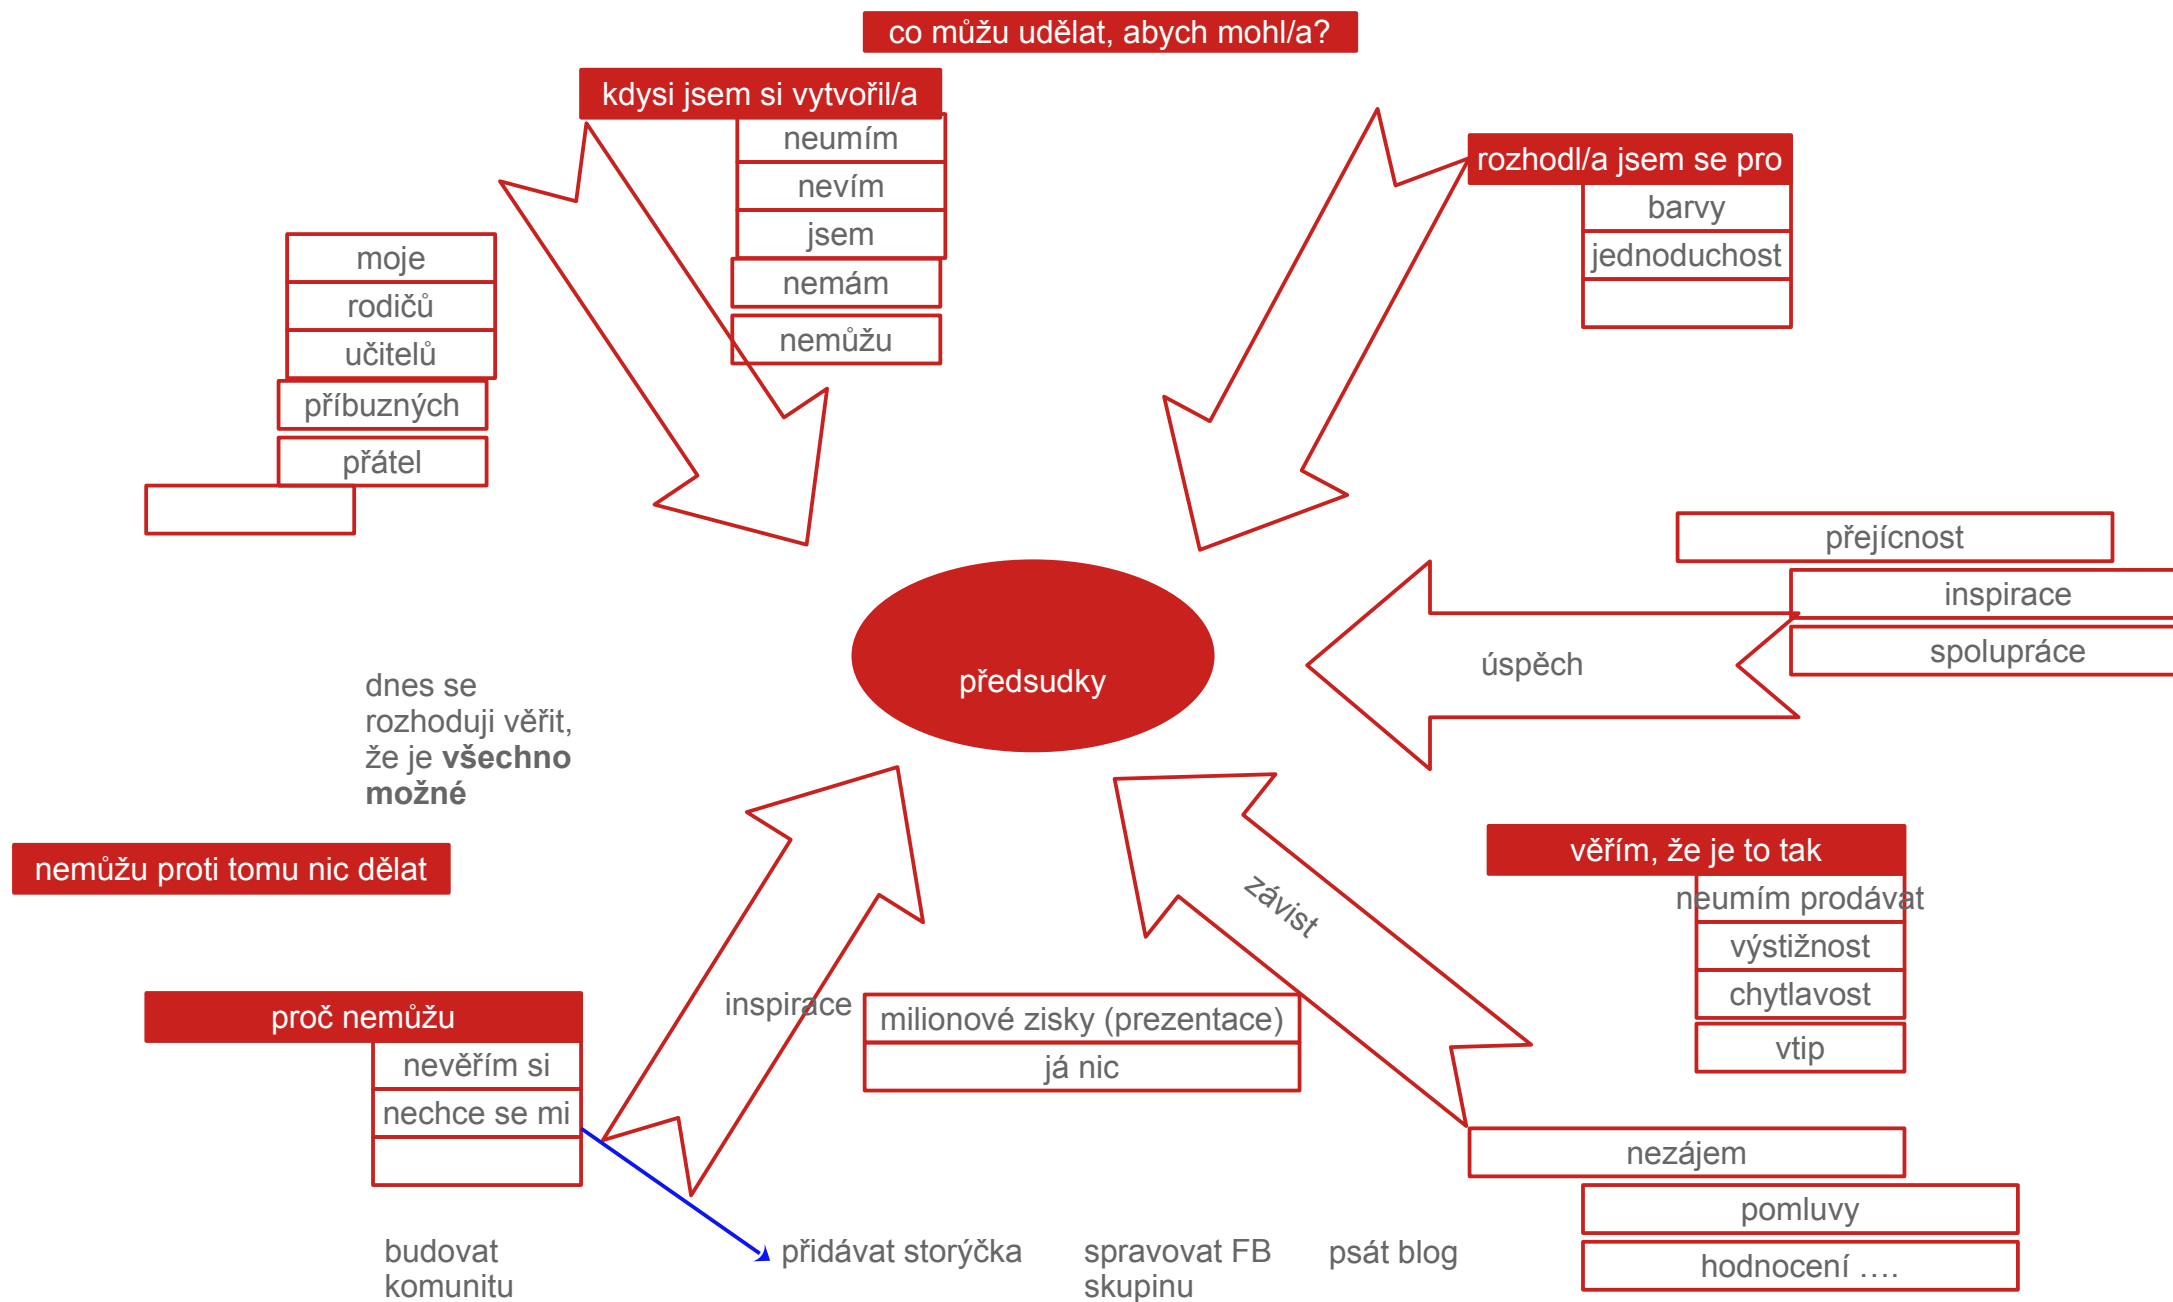 co můžu udělat, abych mohl/a?
kdysi jsem si vytvořil/a
neumím
nevím
jsem
nemám
nemůžu
rozhodl/a jsem se pro
barvy
jednoduchost
moje
rodičů
učitelů
příbuzných
přátel
přejícnost
inspirace
spolupráce
úspěch
předsudky
dnes se
rozhoduji věřit,
že je všechno
možné
nemůžu proti tomu nic dělat
věřím, že je to tak
neumím prodávat
výstižnost
chytlavost
vtip
závist
proč nemůžu
nevěřím si
nechce se mi
inspirace
milionové zisky (prezentace)
já nic
nezájem
pomluvy
hodnocení ....
budovat
komunitu
přidávat storýčka
spravovat FB
skupinu
psát blog